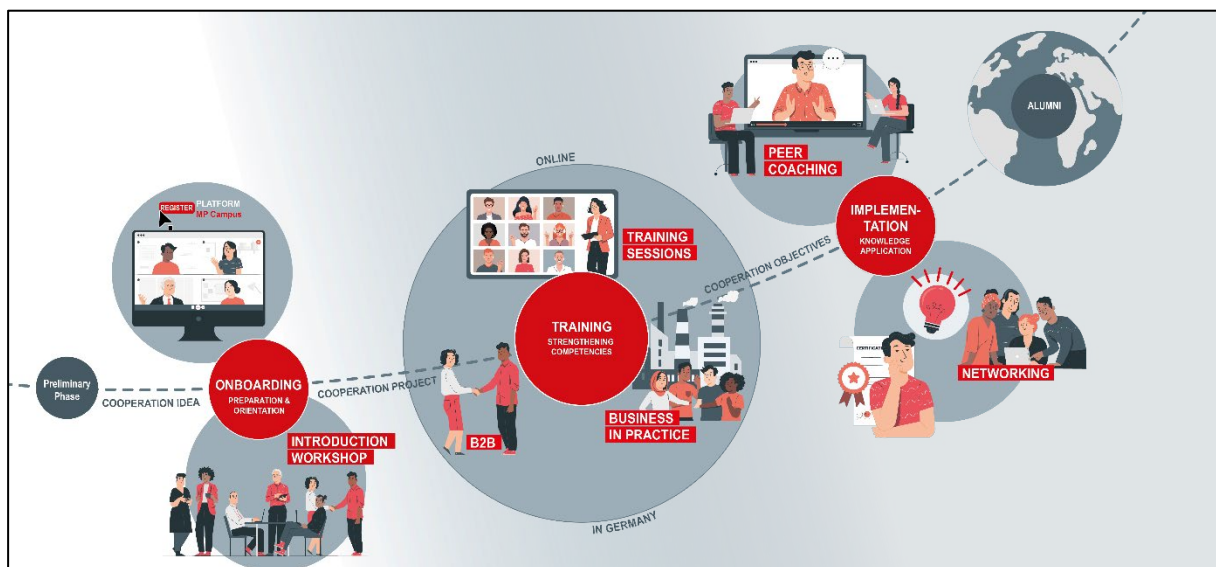 Preliminary
Phase
COOPERATION IDEA
REGISTER
PLATFORM
MP Campus
ONBOARDING
PREPARATION &
ORIENTATION
INTRODUCTION
WORKSHOP
COOPERATION PROJECT
ONLINE
TRAINING
SESSIONS
TRAINING
STRENGTHENING
COMPETENCIES
B2B
BUSINESS
IN PRACTICE
IN GERMANY
COOPERATION OBJECTIVES
PEER
COACHING
IMPLEMEN-
TATION
KNOWLEDGE
APPLICATION
CERTIFICAT
NETWORKING
ALUMNI